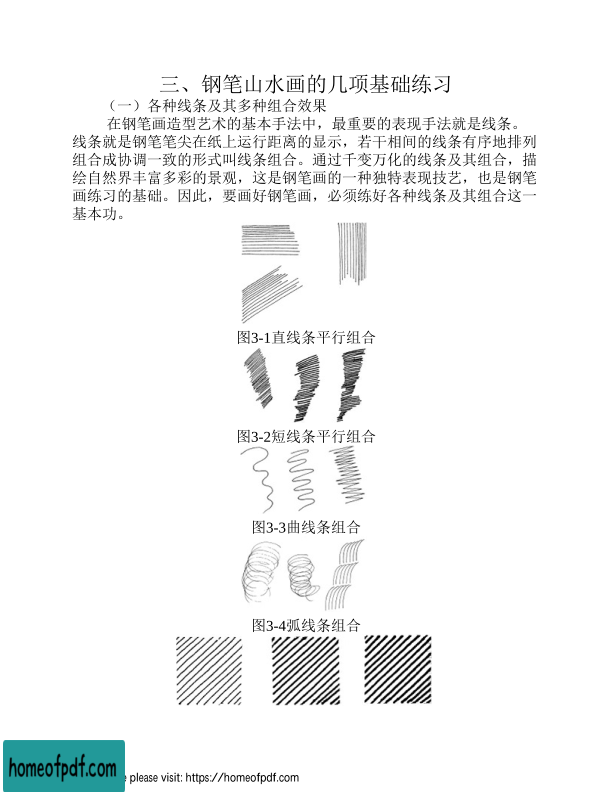 三、钢笔山水画的几项基础练习
（一）各种线条及其多种组合效果
在钢笔画造型艺术的基本手法中，最重要的表现手法就是线条。
线条就是钢笔笔尖在纸上运行距离的显示，若干相间的线条有序地排列
组合成协调一致的形式叫线条组合。通过千变万化的线条及其组合，描
绘自然界丰富多彩的景观，这是钢笔画的一种独特表现技艺，也是钢笔
画练习的基础。因此，要画好钢笔画，必须练好各种线条及其组合这一
基本功。
图3-1直线条平行组合
图3-2短线条平行组合
图3-3曲线条组合
图3-4弧线条组合
homeofpdf.com
please visit: https://homeofpdf.com